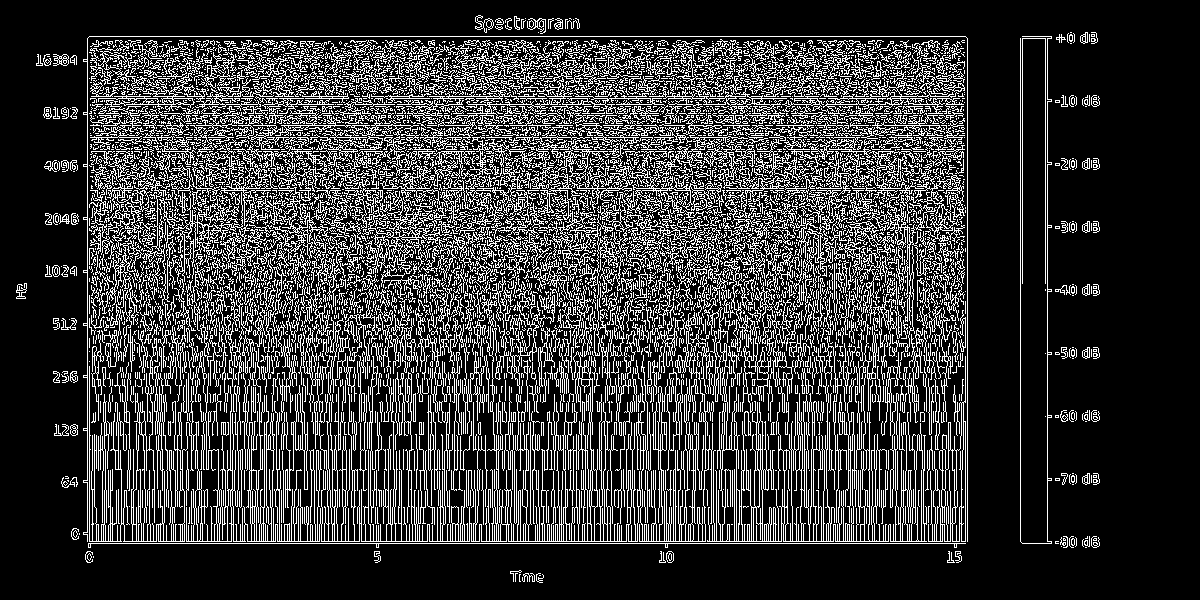 Spectrogram
16384
8192
4096
2048
1024
512
256
128
64
0
Hz
0 5 10 15
Time
+0 dB
-10 dB
-20 dB
-30 dB
-40 dB
-50 dB
-60 dB
-70 dB
-80 dB